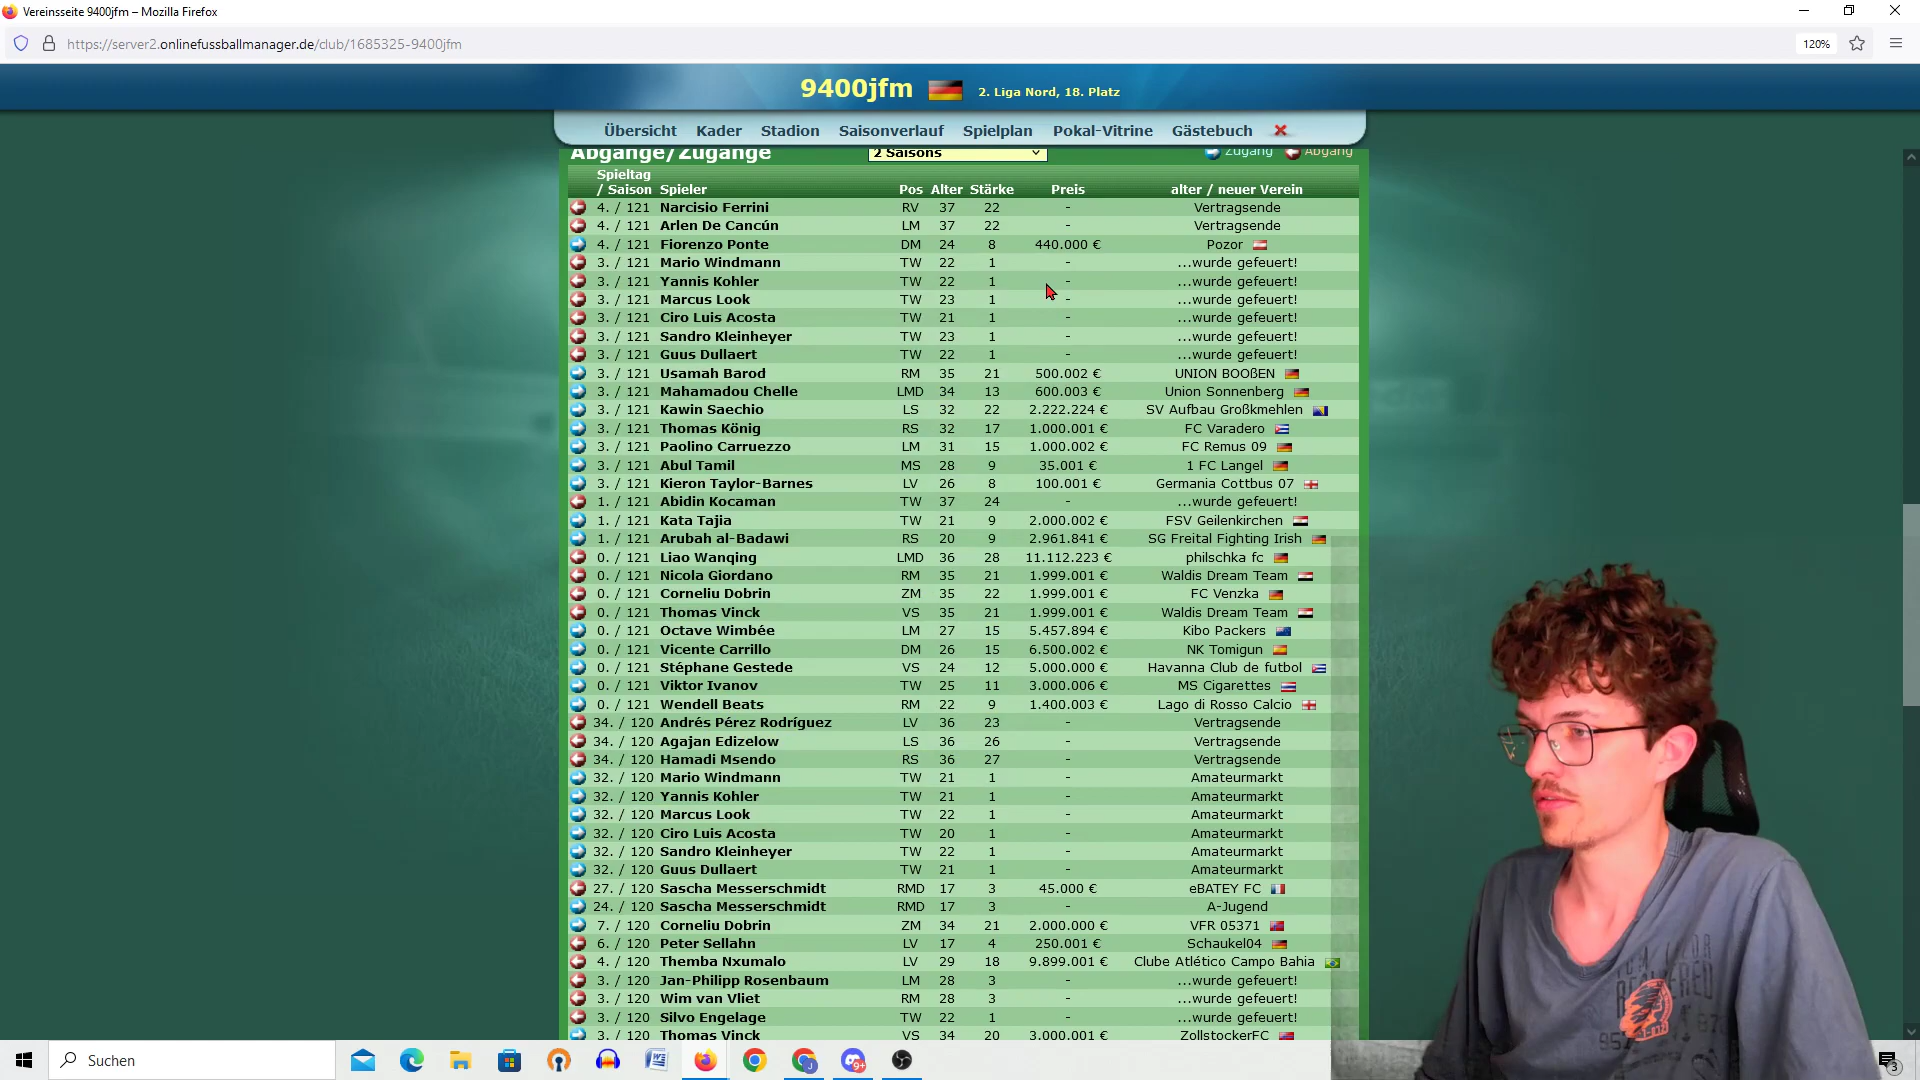 Vereinsseite 9400jfm – Mozilla Firefox
https://server2.onlinefussballmanager.de/club/1685325-9400jfm
120%
9400jfm 2. Liga Nord, 18. Platz
Übersicht Kader Stadion Saisonverlauf Spielplan Pokal-Vitrine Gästebuch
Abgänge/Zugänge 2 Saisons Zugang Abgang
Spieltag
/ Saison Spieler Pos Alter Stärke Preis alter / neuer Verein
4. / 121 Narcisio Ferrini RV 37 22 - Vertragsende
4. / 121 Arlen De Cancún LM 37 22 - Vertragsende
4. / 121 Fiorenzo Ponte DM 24 8 440.000 € Pozor
3. / 121 Mario Windmann TW 22 1 - ...wurde gefeuert!
3. / 121 Yannis Kohler TW 22 1 - ...wurde gefeuert!
3. / 121 Marcus Look TW 23 1 - ...wurde gefeuert!
3. / 121 Ciro Luis Acosta TW 21 1 - ...wurde gefeuert!
3. / 121 Sandro Kleinheyer TW 23 1 - ...wurde gefeuert!
3. / 121 Guus Dullaert TW 22 1 - ...wurde gefeuert!
3. / 121 Usamah Barod RM 35 21 500.002 € UNION BOOßEN
3. / 121 Mahamadou Chelle LMD 34 13 600.003 € Union Sonnenberg
3. / 121 Kawin Saechio LS 32 22 2.222.224 € SV Aufbau Großkmehlen
3. / 121 Thomas König RS 32 17 1.000.001 € FC Varadero
3. / 121 Paolino Carruezzo LM 31 15 1.000.002 € FC Remus 09
3. / 121 Abul Tamil MS 28 9 35.001 € 1 FC Langel
3. / 121 Kieron Taylor-Barnes LV 26 8 100.001 € Germania Cottbus 07
1. / 121 Abidin Kocaman TW 37 24 - ...wurde gefeuert!
1. / 121 Kata Tajia TW 21 9 2.000.002 € FSV Geilenkirchen
1. / 121 Arubah al-Badawi RS 20 9 2.961.841 € SG Freital Fighting Irish
0. / 121 Liao Wanqing LMD 36 28 11.112.223 € philschka fc
0. / 121 Nicola Giordano RM 35 21 1.999.001 € Waldis Dream Team
0. / 121 Corneliu Dobrin ZM 35 22 1.999.001 € FC Venzka
0. / 121 Thomas Vinck VS 35 21 1.999.001 € Waldis Dream Team
0. / 121 Octave Wimbée LM 27 15 5.457.894 € Kibo Packers
0. / 121 Vicente Carrillo DM 26 15 6.500.002 € NK Tomigun
0. / 121 Stéphane Gestede VS 24 12 5.000.000 € Havanna Club de futbol
0. / 121 Viktor Ivanov TW 25 11 3.000.006 € MS Cigarettes
0. / 121 Wendell Beats RM 22 9 1.400.003 € Lago di Rosso Calcio
34. / 120 Andrés Pérez Rodríguez LV 36 23 - Vertragsende
34. / 120 Agajan Edizelow LS 36 26 - Vertragsende
34. / 120 Hamadi Msendo RS 36 27 - Vertragsende
32. / 120 Mario Windmann TW 21 1 - Amateurmarkt
32. / 120 Yannis Kohler TW 21 1 - Amateurmarkt
32. / 120 Marcus Look TW 22 1 - Amateurmarkt
32. / 120 Ciro Luis Acosta TW 20 1 - Amateurmarkt
32. / 120 Sandro Kleinheyer TW 22 1 - Amateurmarkt
32. / 120 Guus Dullaert TW 21 1 - Amateurmarkt
27. / 120 Sascha Messerschmidt RMD 17 3 45.000 € eBATEY FC
24. / 120 Sascha Messerschmidt RMD 17 3 - A-Jugend
7. / 120 Corneliu Dobrin ZM 34 21 2.000.000 € VFR 05371
6. / 120 Peter Sellahn LV 17 4 250.001 € Schaukel04
4. / 120 Themba Nxumalo LV 29 18 9.899.001 € Clube Atlético Campo Bahia
3. / 120 Jan-Philipp Rosenbaum LM 28 3 - ...wurde gefeuert!
3. / 120 Wim van Vliet RM 28 3 - ...wurde gefeuert!
3. / 120 Silvo Engelage TW 22 1 - ...wurde gefeuert!
3. / 120 Thomas Vinck VS 34 20 3.000.001 € ZollstockerFC
Suchen
9+
3